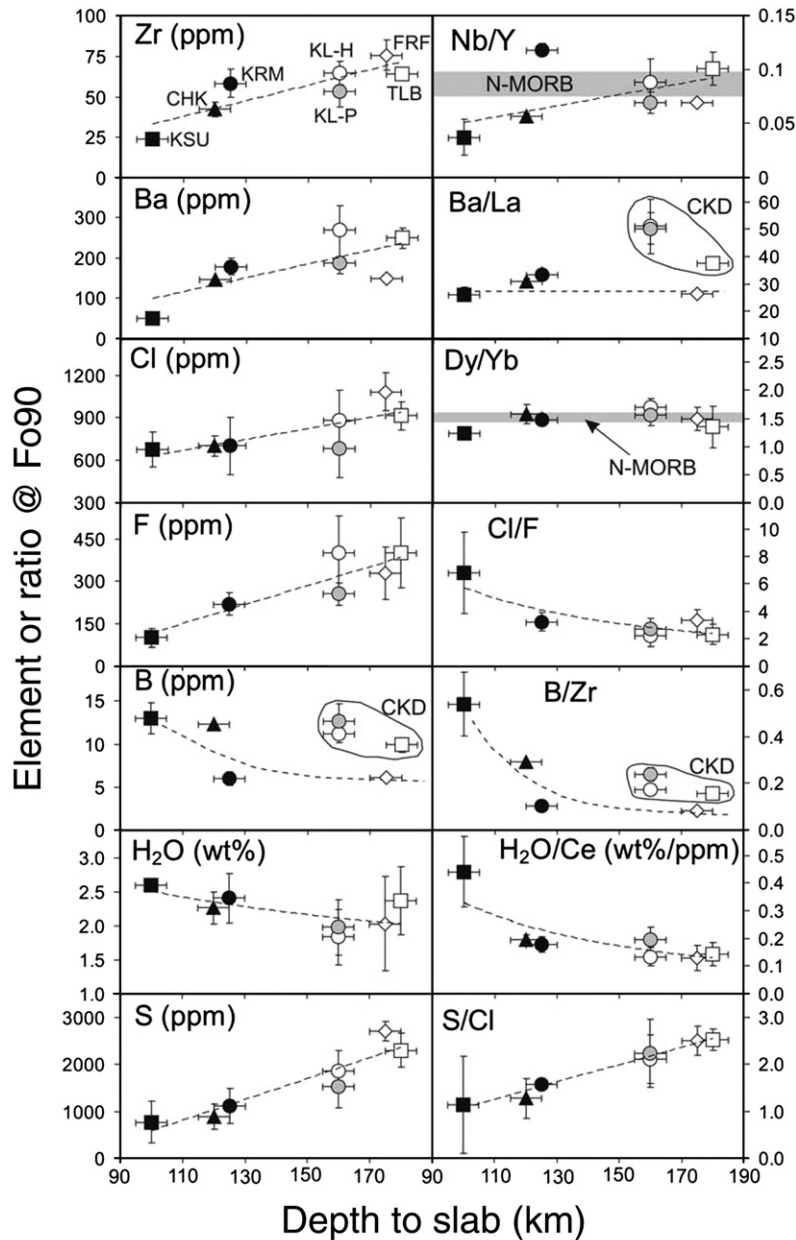 Element or ratio @ Fo90
Zr (ppm)
100
75
50
25
0
KSU
CHK
KRM
KL-H
KL-P
FRF
TLB
Nb/Y
N-MORB
0.15
0.1
0.05
0
Ba (ppm)
300
200
100
0
Ba/La
CKD
60
50
40
30
20
10
Cl (ppm)
1200
900
600
300
Dy/Yb
N-MORB
2.5
2.0
1.5
1.0
0.5
0.0
F (ppm)
450
300
150
0
Cl/F
10
8
6
4
2
0
B (ppm)
CKD
15
10
5
0
B/Zr
CKD
0.6
0.4
0.2
0.0
H₂O (wt%)
3.0
2.5
2.0
1.5
1.0
H₂O/Ce (wt%/ppm)
0.5
0.4
0.3
0.2
0.1
0.0
S (ppm)
3000
2000
1000
0
S/Cl
3.0
2.0
1.0
0.0
90 110 130 150 170 90 110 130 150 170 190
Depth to slab (km)